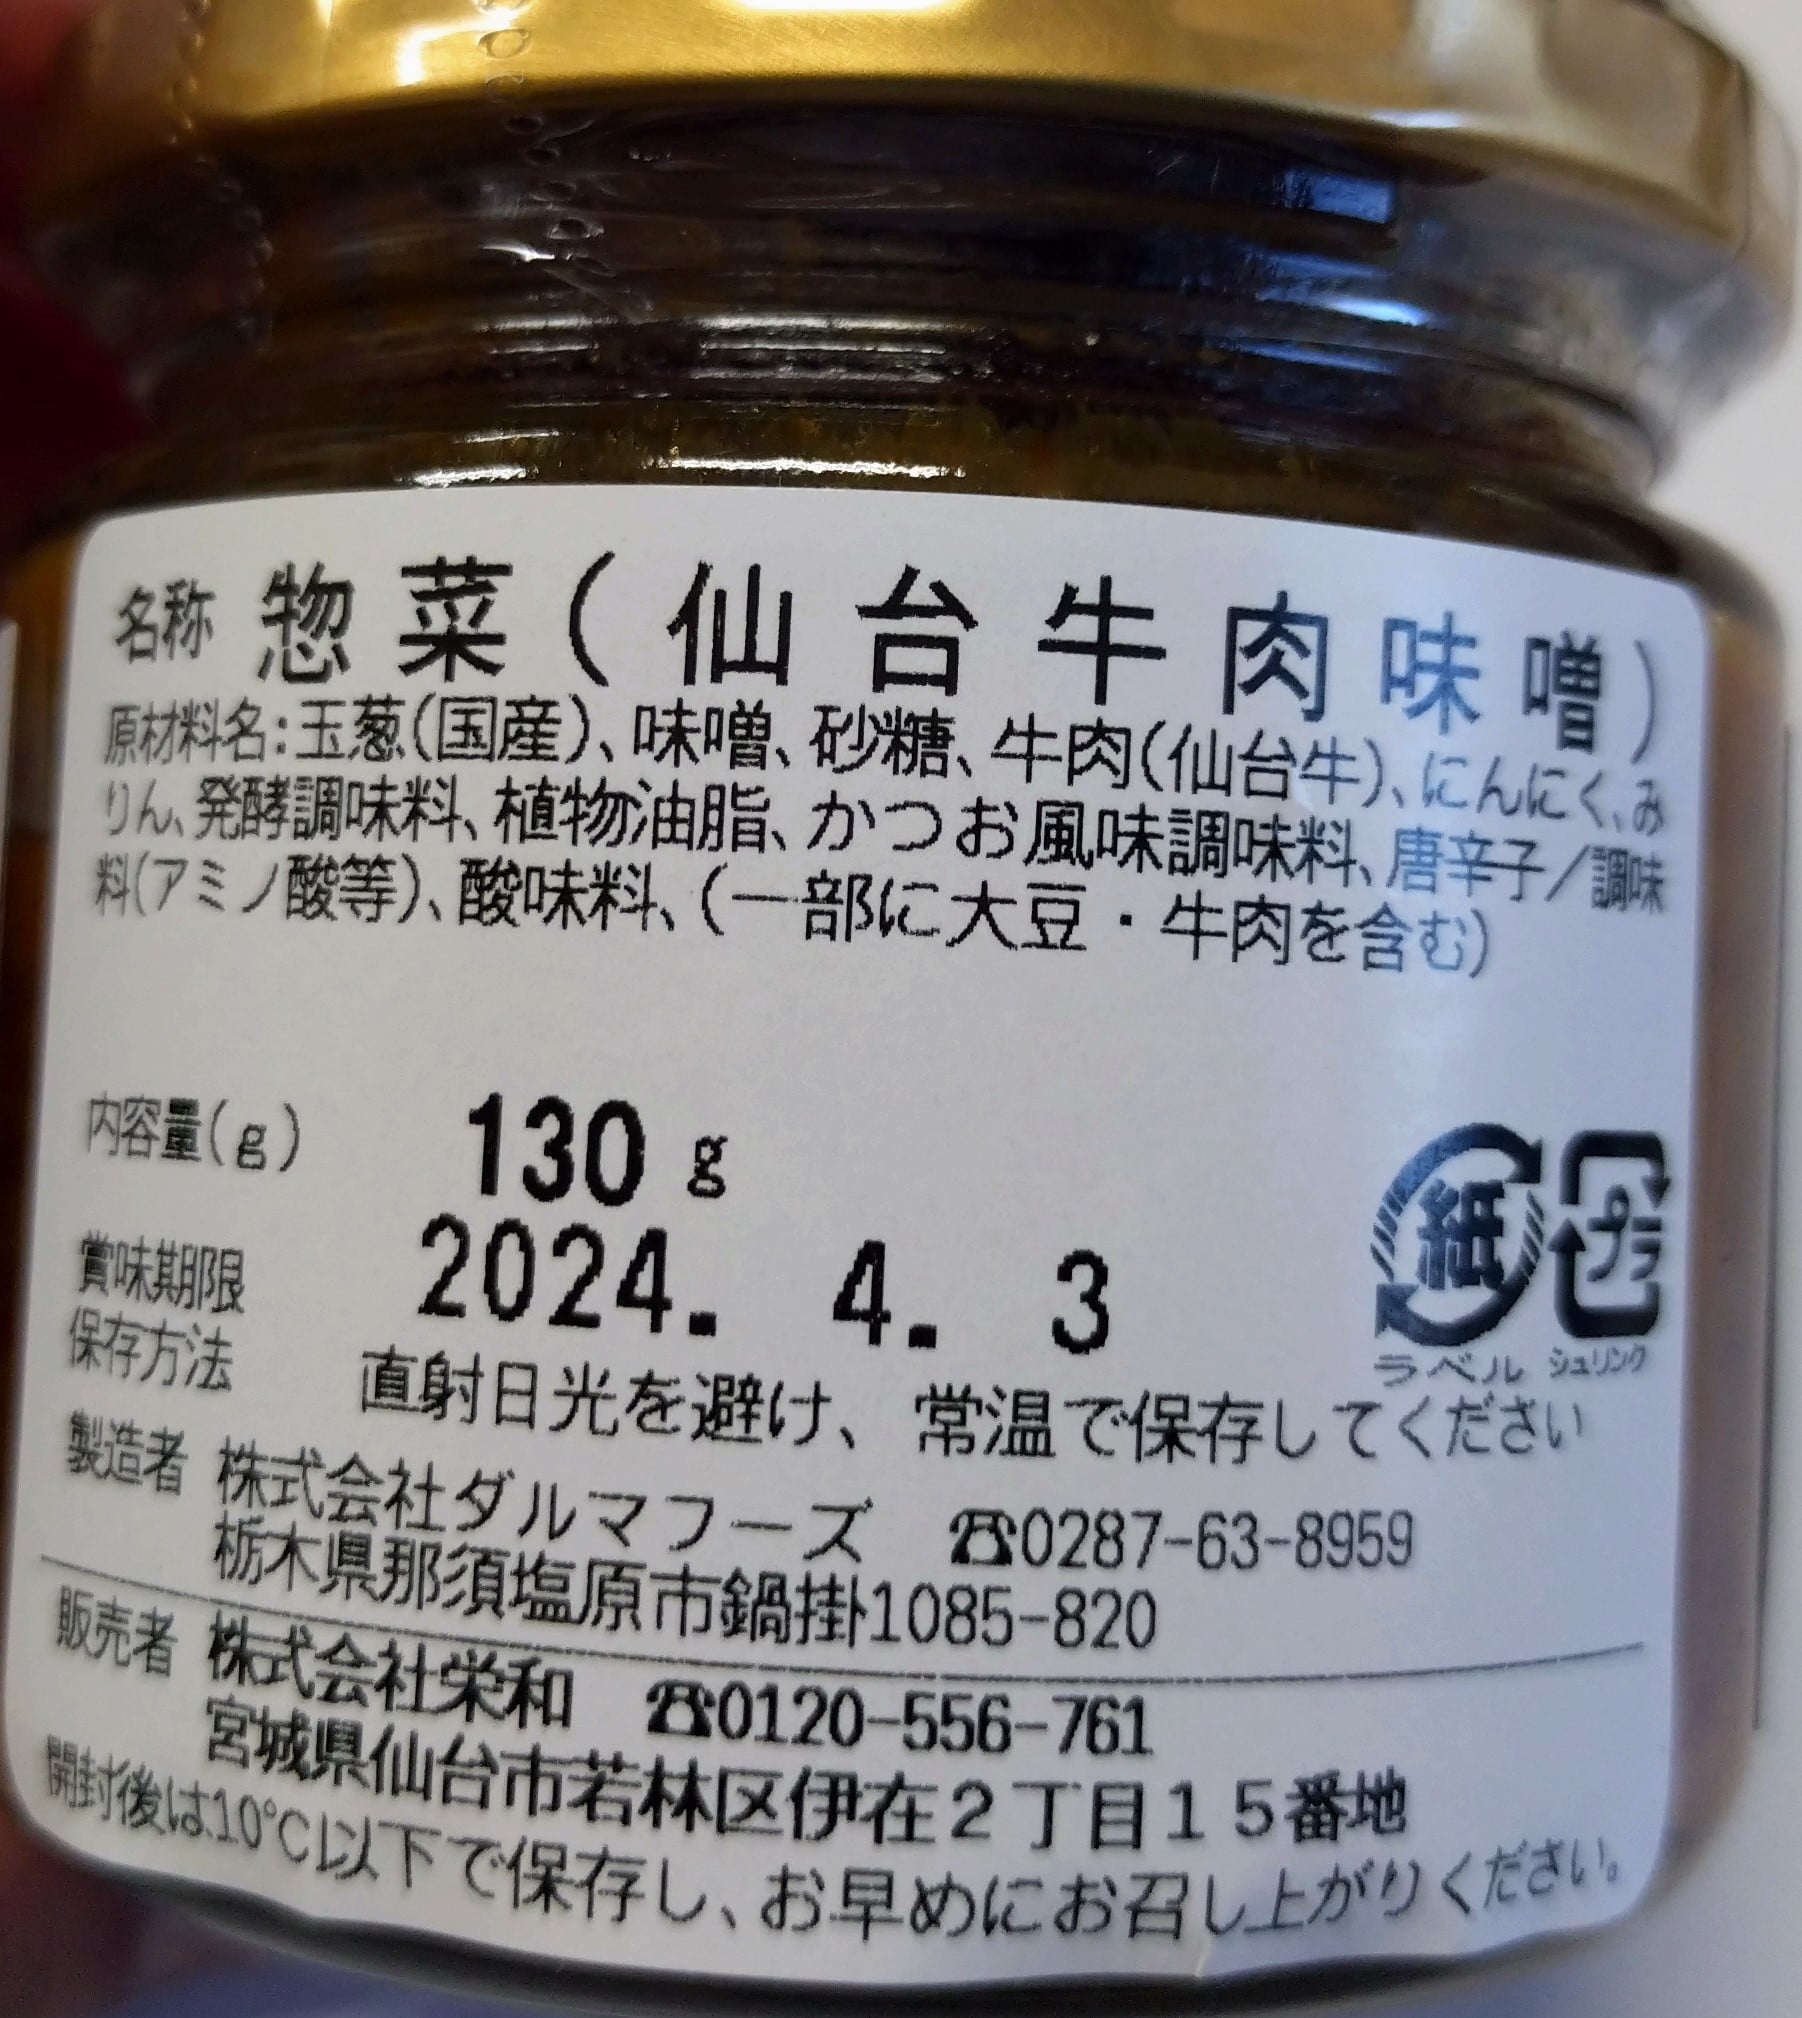 名称 惣菜(仙台牛肉味噌)
原材料名:玉葱(国産)、味噌、砂糖、牛肉(仙台牛)、にんにく、み
りん、発酵調味料、植物油脂、かつお風味調味料、唐辛子/調味
料(アミノ酸等)、酸味料、(一部に大豆・牛肉を含む)
内容量(g) 130 g
賞味期限 2024. 4. 3
紙 プラ
ラベル シュリンク
保存方法 直射日光を避け、常温で保存してください
製造者 株式会社ダルマフーズ ☎0287-63-8959
栃木県那須塩原市鍋掛1085-820
販売者 株式会社栄和 ☎0120-556-761
宮城県仙台市若林区伊在2丁目15番地
開封後は10℃以下で保存し、お早めにお召し上がりください。